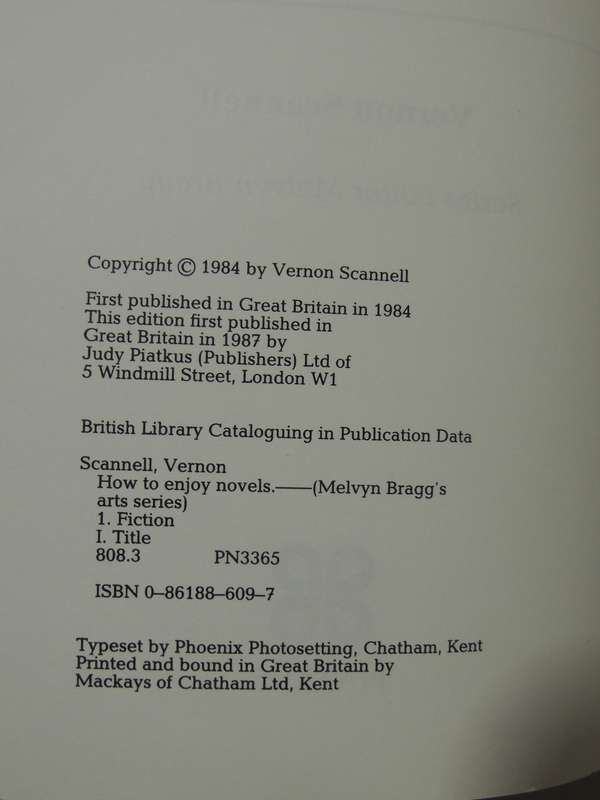 Copyright © 1984 by Vernon Scannell
First published in Great Britain in 1984
This edition first published in
Great Britain in 1987 by
Judy Piatkus (Publishers) Ltd of
5 Windmill Street, London W1
British Library Cataloguing in Publication Data
Scannell, Vernon
How to enjoy novels.——(Melvyn Bragg's
arts series)
1. Fiction
I. Title
808.3 PN3365
ISBN 0–86188–609–7
Typeset by Phoenix Photosetting, Chatham, Kent
Printed and bound in Great Britain by
Mackays of Chatham Ltd, Kent